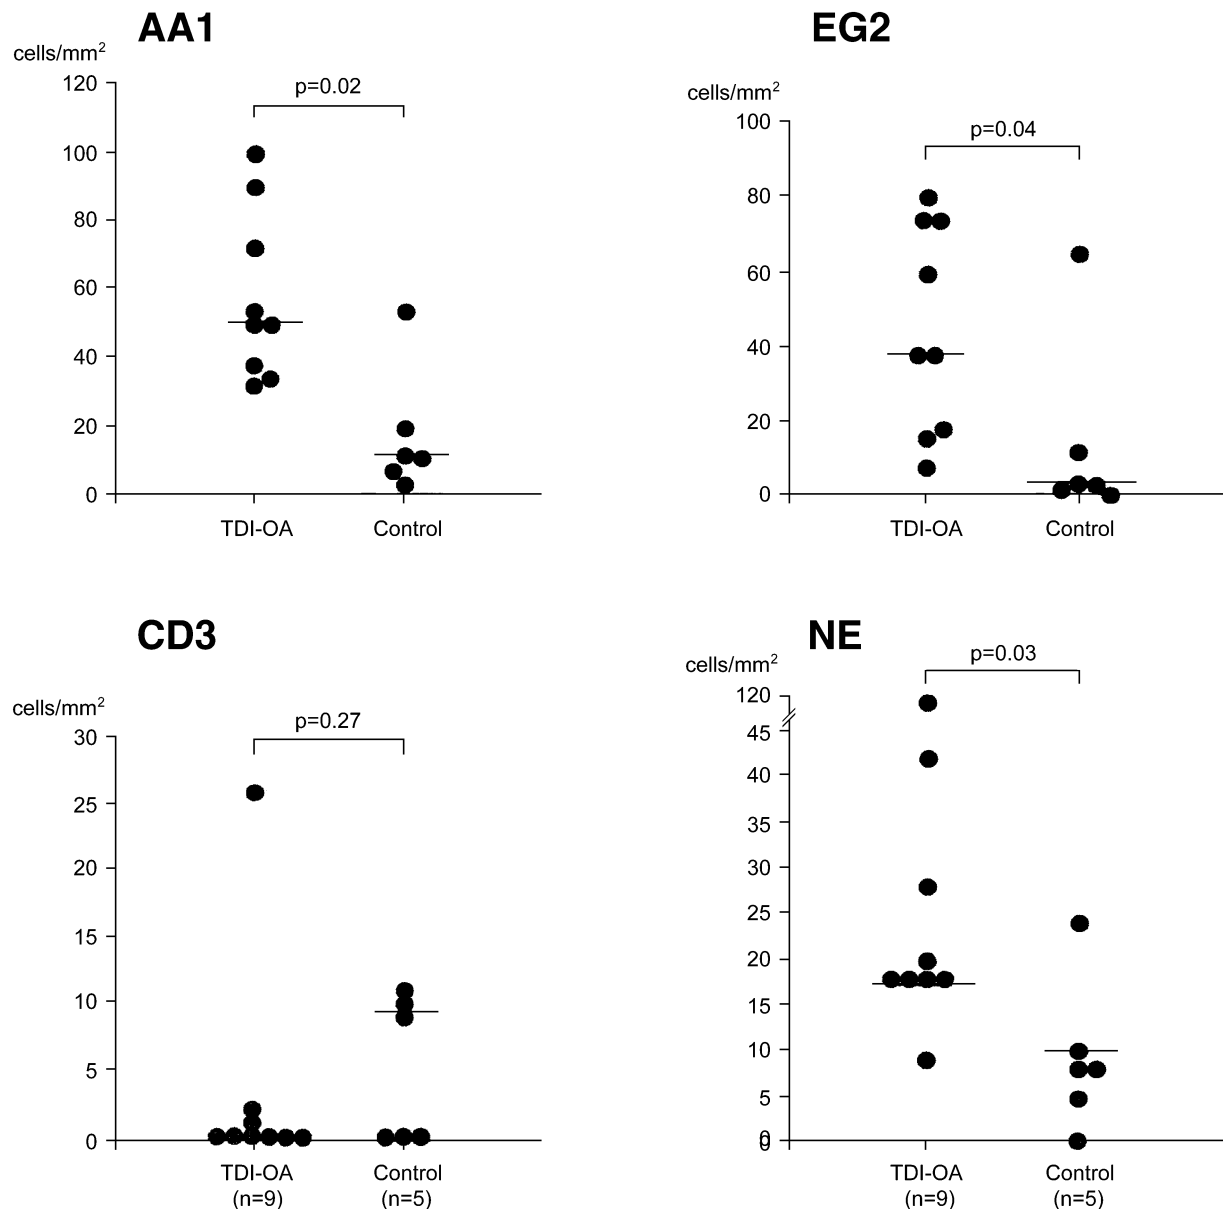 AA1
cells/mm²
120
p=0.02
100
80
60
40
20
0
TDI-OA Control
EG2
cells/mm²
100
p=0.04
80
60
40
20
0
TDI-OA Control
CD3
cells/mm²
30
p=0.27
25
20
15
10
5
0
TDI-OA Control
(n=9) (n=5)
NE
cells/mm²
p=0.03
120
45
40
35
30
25
20
15
10
5
0
0
TDI-OA Control
(n=9) (n=5)